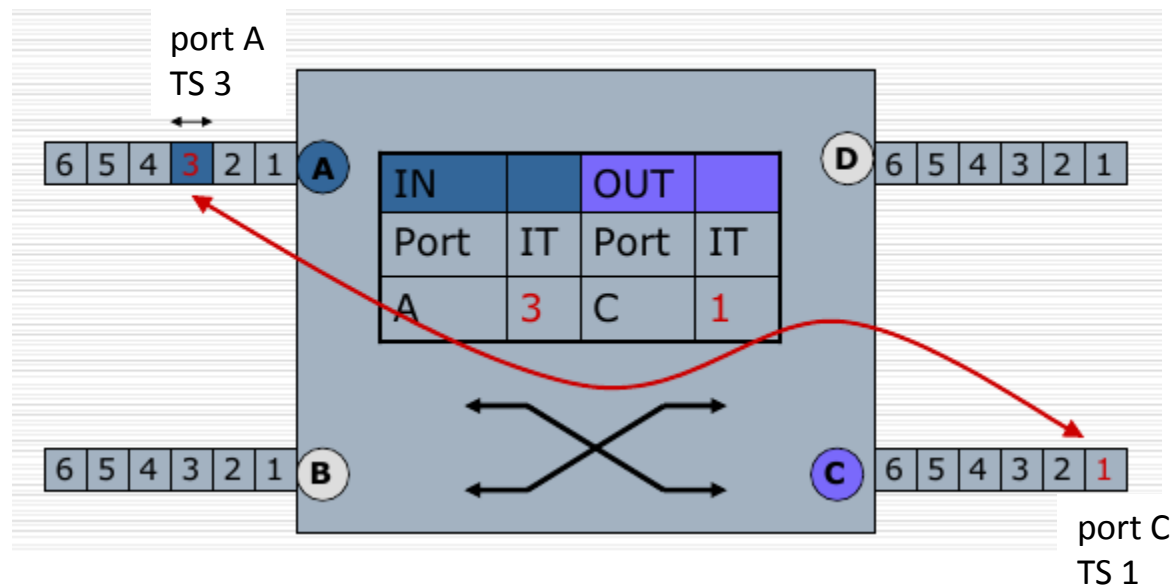 port A
TS 3
6 5 4 3 2 1 A
D 6 5 4 3 2 1
IN OUT
Port IT Port IT
A 3 C 1
6 5 4 3 2 1 B
C 6 5 4 3 2 1
port C
TS 1